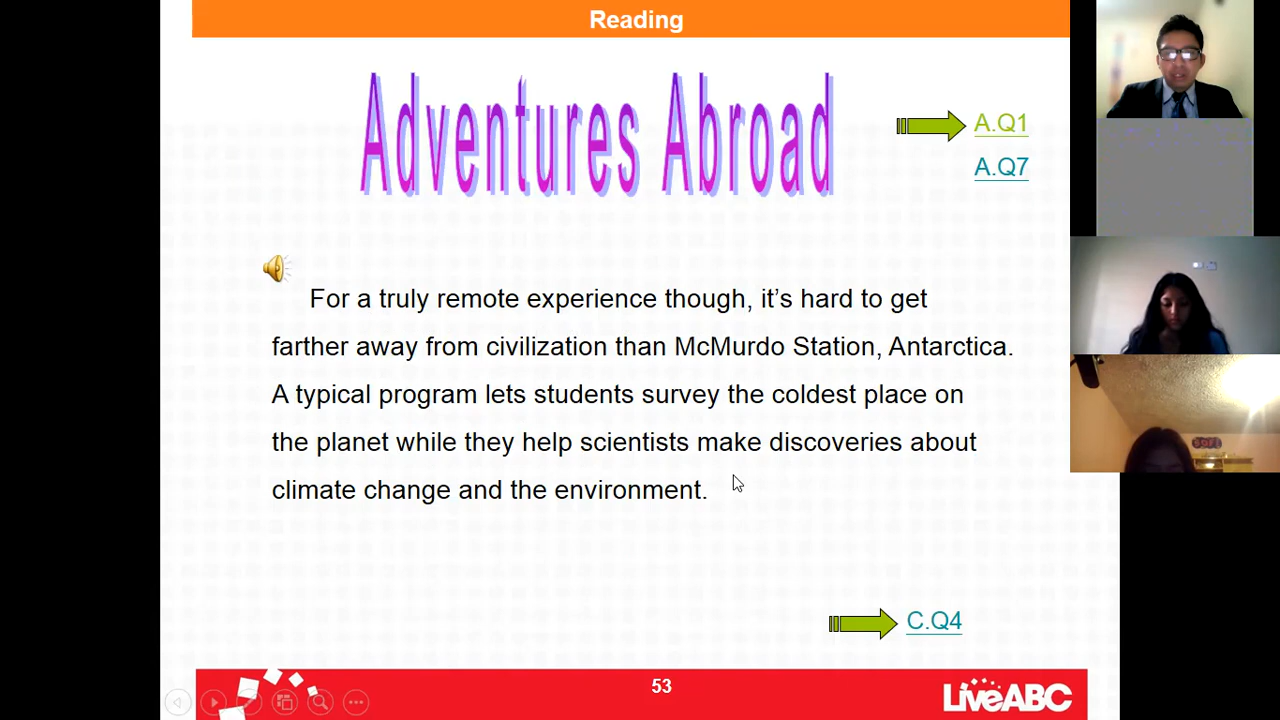 Reading
Adventures Abroad
A.Q1
A.Q7
For a truly remote experience though, it’s hard to get
farther away from civilization than McMurdo Station, Antarctica.
A typical program lets students survey the coldest place on
the planet while they help scientists make discoveries about
climate change and the environment.
C.Q4
53
LiveABC